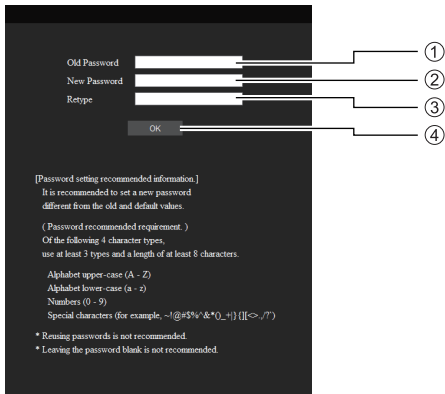 Old Password
①
New Password
②
Retype
③
OK
④
[Password setting recommended information.]
It is recommended to set a new password
different from the old and default values.
( Password recommended requirement. )
Of the following 4 character types,
use at least 3 types and a length of at least 8 characters.
Alphabet upper-case (A - Z)
Alphabet lower-case (a - z)
Numbers (0 - 9)
Special characters (for example, ~!@#$%^&*()_+|}{][<>.,/?`)
* Reusing passwords is not recommended.
* Leaving the password blank is not recommended.